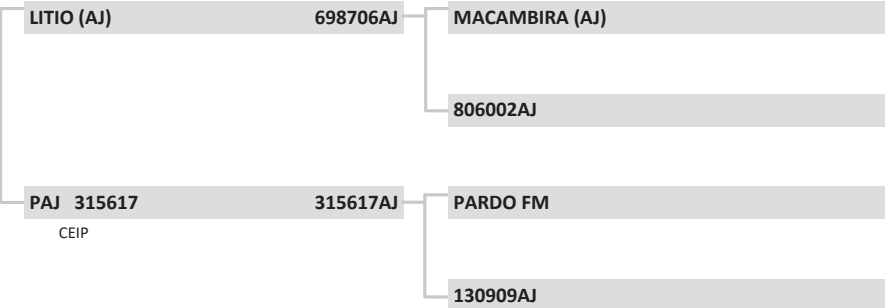 LITIO (AJ) 698706AJ
MACAMBIRA (AJ)
806002AJ
PAJ 315617 315617AJ
CEIP
PARDO FM
130909AJ